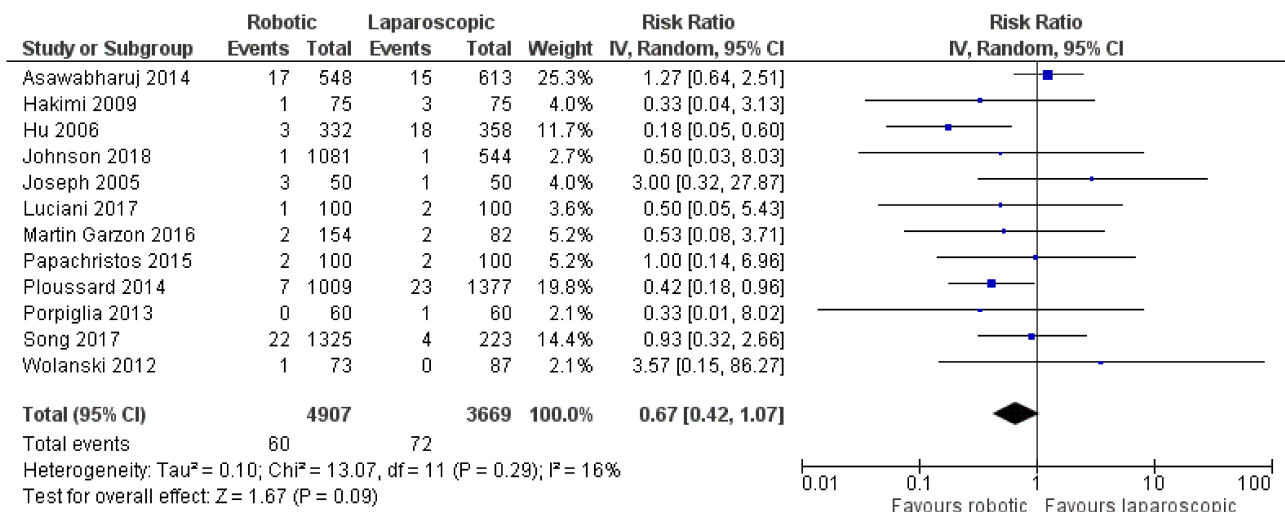 Robotic Laparoscopic Risk Ratio Risk Ratio
Study or Subgroup Events Total Events Total Weight IV, Random, 95% CI IV, Random, 95% CI
Asawabharuj 2014 17 548 15 613 25.3% 1.27 [0.64, 2.51]
Hakimi 2009 1 75 3 75 4.0% 0.33 [0.04, 3.13]
Hu 2006 3 332 18 358 11.7% 0.18 [0.05, 0.60]
Johnson 2018 1 1081 1 544 2.7% 0.50 [0.03, 8.03]
Joseph 2005 3 50 1 50 4.0% 3.00 [0.32, 27.87]
Luciani 2017 1 100 2 100 3.6% 0.50 [0.05, 5.43]
Martin Garzon 2016 2 154 2 82 5.2% 0.53 [0.08, 3.71]
Papachristos 2015 2 100 2 100 5.2% 1.00 [0.14, 6.96]
Ploussard 2014 7 1009 23 1377 19.8% 0.42 [0.18, 0.96]
Porpiglia 2013 0 60 1 60 2.1% 0.33 [0.01, 8.02]
Song 2017 22 1325 4 223 14.4% 0.93 [0.32, 2.66]
Wolanski 2012 1 73 0 87 2.1% 3.57 [0.15, 86.27]
Total (95% CI) 4907 3669 100.0% 0.67 [0.42, 1.07]
Total events 60 72
Heterogeneity: Tau² = 0.10; Chi² = 13.07, df = 11 (P = 0.29); I² = 16%
Test for overall effect: Z = 1.67 (P = 0.09)
0.01 0.1 1 10 100
Favours robotic Favours laparoscopic